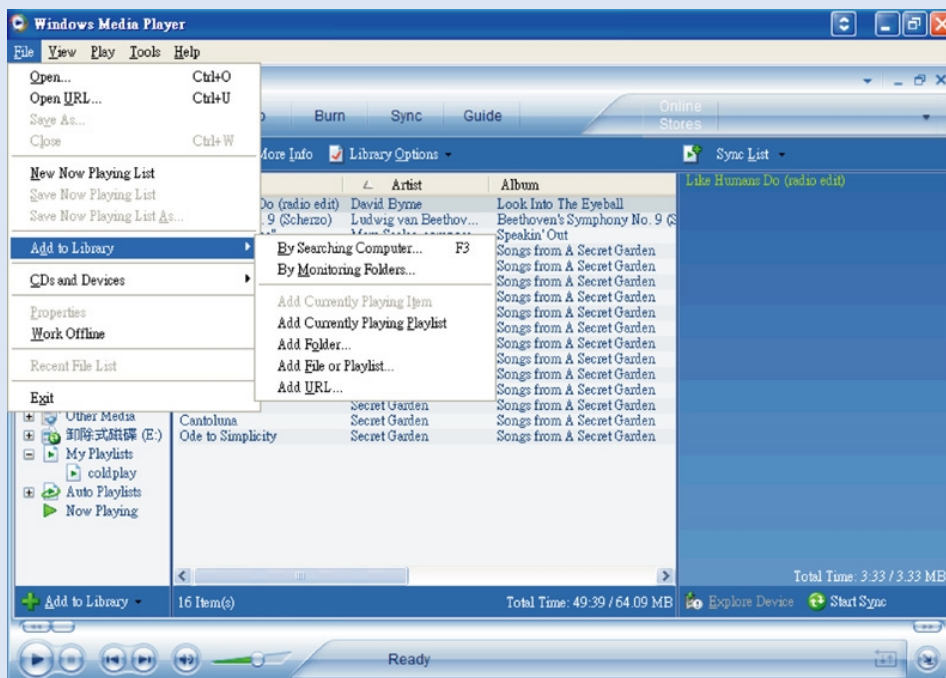 Windows Media Player
File View Play Tools Help
Open... Ctrl+O
Open URL... Ctrl+U
Save As...
Close Ctrl+W
New Now Playing List
Save Now Playing List
Save Now Playing List As...
Add to Library
CDs and Devices
Properties
Work Offline
Recent File List
Exit
By Searching Computer... F3
By Monitoring Folders...
Add Currently Playing Item
Add Currently Playing Playlist
Add Folder...
Add File or Playlist...
Add URL...
Burn Sync Guide
Online
Stores
More Info Library Options Sync List
Artist Album
Do (radio edit) David Byrne Look Into The Eyeball
. 9 (Scherzo) Ludwig van Beethov... Beethoven's Symphony No. 9 (S
Speakin' Out
Songs from A Secret Garden
Songs from A Secret Garden
Songs from A Secret Garden
Songs from A Secret Garden
Songs from A Secret Garden
Songs from A Secret Garden
Songs from A Secret Garden
Songs from A Secret Garden
Songs from A Secret Garden
Songs from A Secret Garden
Secret Garden Songs from A Secret Garden
Cantoluna Secret Garden Songs from A Secret Garden
Ode to Simplicity Secret Garden Songs from A Secret Garden
Like Humans Do (radio edit)
Other Media
卸除式磁碟 (E:)
My Playlists
coldplay
Auto Playlists
Now Playing
Total Time: 3:33 / 3.33 MB
Add to Library 16 Item(s) Total Time: 49:39 / 64.09 MB Explore Device Start Sync
Ready